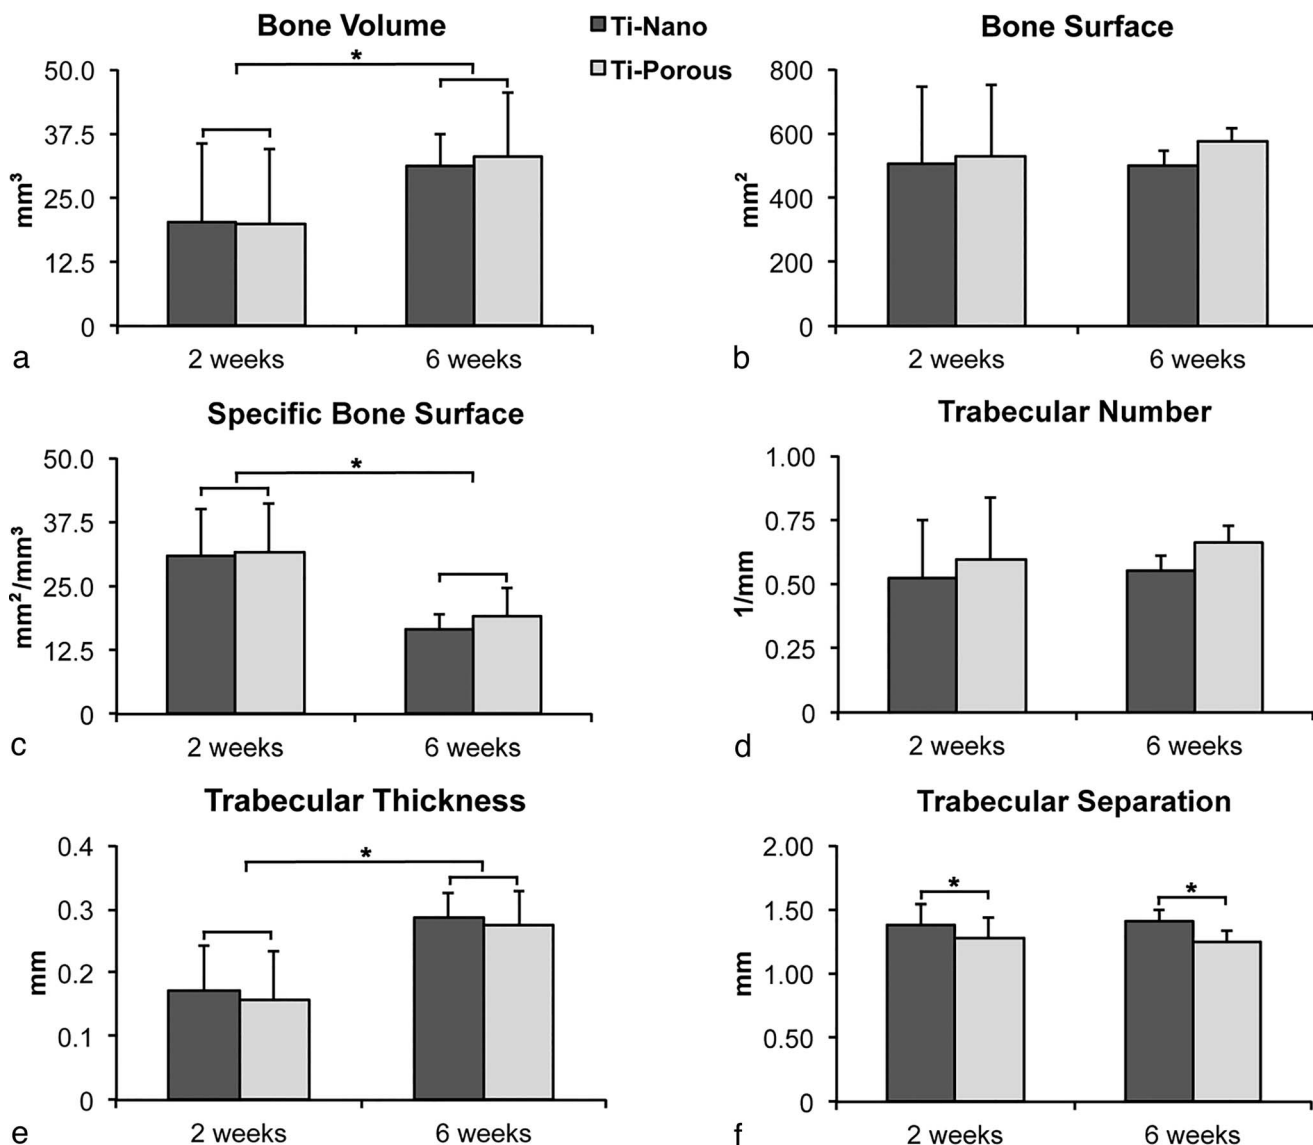 Bone Volume
Ti-Nano
Ti-Porous
Bone Surface
*
50.0
37.5
25.0
12.5
0
mm³
2 weeks
6 weeks
a
800
600
400
200
0
mm²
2 weeks
6 weeks
b
Specific Bone Surface
*
50.0
37.5
25.0
12.5
0
mm²/mm³
2 weeks
6 weeks
c
Trabecular Number
1.00
0.75
0.50
0.25
0
1/mm
2 weeks
6 weeks
d
Trabecular Thickness
*
0.4
0.3
0.2
0.1
0
mm
2 weeks
6 weeks
e
Trabecular Separation
* *
2.00
1.50
1.00
0.50
0
mm
2 weeks
6 weeks
f